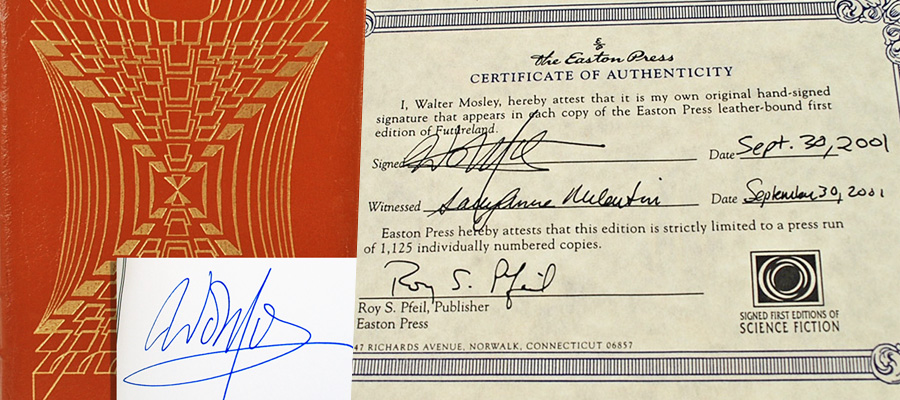 The Easton Press
CERTIFICATE OF AUTHENTICITY
I, Walter Mosley, hereby attest that it is my own original hand-signed
signature that appears in each copy of the Easton Press leather-bound first
edition of Futureland.
Signed Date Sept. 30, 2001
Witnessed Date September 30, 2001
Easton Press hereby attests that this edition is strictly limited to a press run
of 1,125 individually numbered copies.
Roy S. Pfeil
Roy S. Pfeil, Publisher
Easton Press
SIGNED FIRST EDITIONS OF
SCIENCE FICTION
47 RICHARDS AVENUE, NORWALK, CONNECTICUT 06857